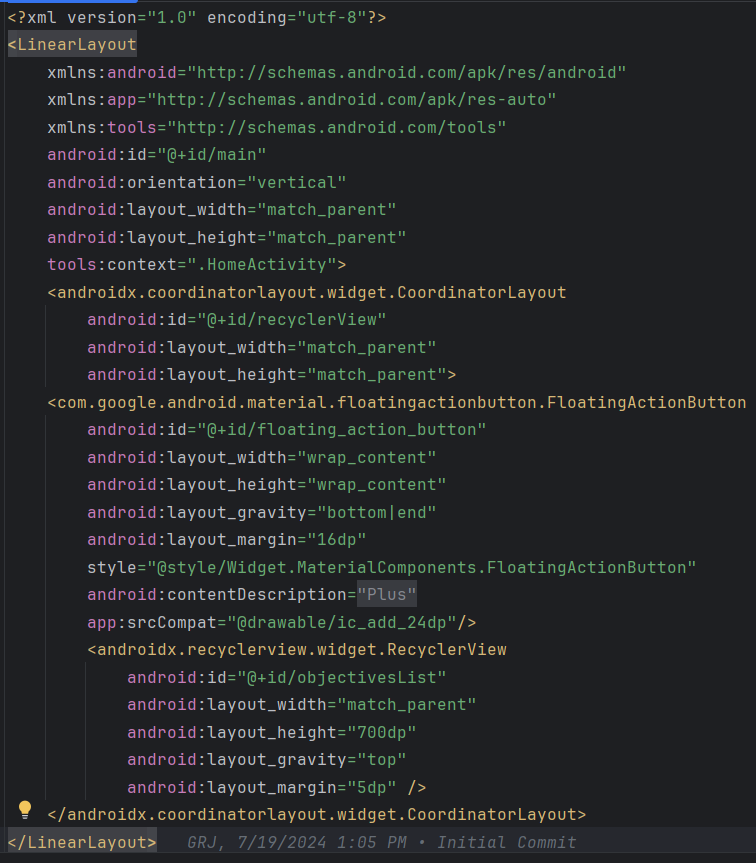 <?xml version="1.0" encoding="utf-8"?>
<LinearLayout
    xmlns:android="http://schemas.android.com/apk/res/android"
    xmlns:app="http://schemas.android.com/apk/res-auto"
    xmlns:tools="http://schemas.android.com/tools"
    android:id="@+id/main"
    android:orientation="vertical"
    android:layout_width="match_parent"
    android:layout_height="match_parent"
    tools:context=".HomeActivity">
    <androidx.coordinatorlayout.widget.CoordinatorLayout
        android:id="@+id/recyclerView"
        android:layout_width="match_parent"
        android:layout_height="match_parent">
    <com.google.android.material.floatingactionbutton.FloatingActionButton
        android:id="@+id/floating_action_button"
        android:layout_width="wrap_content"
        android:layout_height="wrap_content"
        android:layout_gravity="bottom|end"
        android:layout_margin="16dp"
        style="@style/Widget.MaterialComponents.FloatingActionButton"
        android:contentDescription="Plus"
        app:srcCompat="@drawable/ic_add_24dp"/>
        <androidx.recyclerview.widget.RecyclerView
            android:id="@+id/objectivesList"
            android:layout_width="match_parent"
            android:layout_height="700dp"
            android:layout_gravity="top"
            android:layout_margin="5dp" />
    </androidx.coordinatorlayout.widget.CoordinatorLayout>
</LinearLayout>   GRJ, 7/19/2024 1:05 PM • Initial Commit